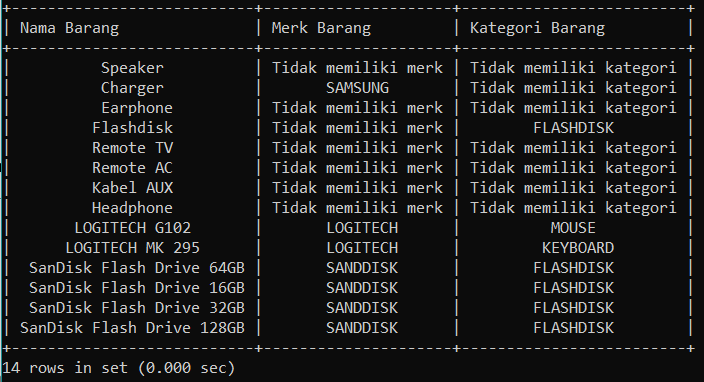 +---------------------------+--------------------+-------------------------+
| Nama Barang               | Merk Barang        | Kategori Barang         |
+---------------------------+--------------------+-------------------------+
|          Speaker          | Tidak memiliki merk | Tidak memiliki kategori |
|          Charger          |       SAMSUNG      | Tidak memiliki kategori |
|          Earphone         | Tidak memiliki merk | Tidak memiliki kategori |
|         Flashdisk         | Tidak memiliki merk |        FLASHDISK        |
|         Remote TV         | Tidak memiliki merk | Tidak memiliki kategori |
|         Remote AC         | Tidak memiliki merk | Tidak memiliki kategori |
|         Kabel AUX         | Tidak memiliki merk | Tidak memiliki kategori |
|         Headphone         | Tidak memiliki merk | Tidak memiliki kategori |
|       LOGITECH G102       |      LOGITECH      |          MOUSE          |
|      LOGITECH MK 295      |      LOGITECH      |         KEYBOARD        |
|  SanDisk Flash Drive 64GB |      SANDDISK      |        FLASHDISK        |
|  SanDisk Flash Drive 16GB |      SANDDISK      |        FLASHDISK        |
|  SanDisk Flash Drive 32GB |      SANDDISK      |        FLASHDISK        |
| SanDisk Flash Drive 128GB |      SANDDISK      |        FLASHDISK        |
+---------------------------+--------------------+-------------------------+
14 rows in set (0.000 sec)